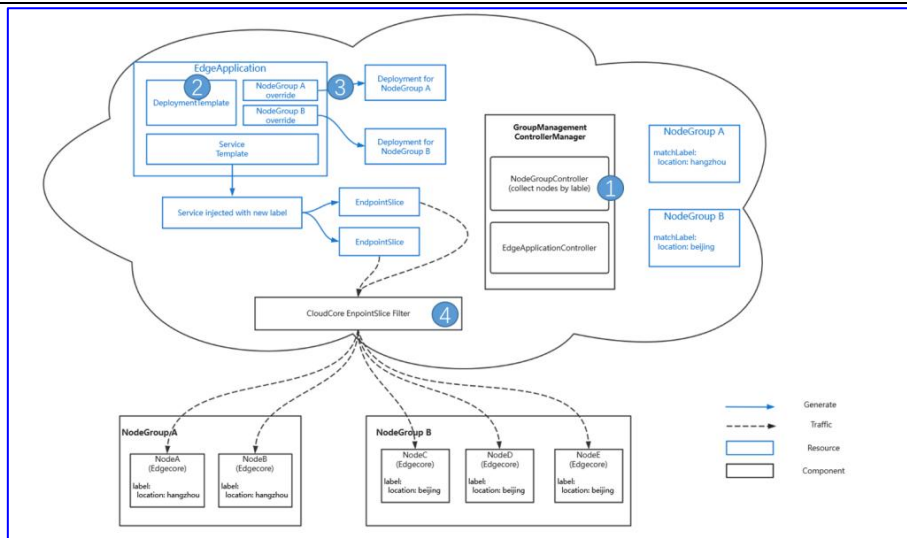 EdgeApplication
2
DeploymentTemplate
NodeGroup A
override
3
NodeGroup B
override
Service
Template
Deployment for
NodeGroup A
Deployment for
NodeGroup B
Service injected with new label
EndpointSlice
EndpointSlice
GroupManagement
ControllerManager
NodeGroupController
(collect nodes by lable)
1
EdgeApplicationController
NodeGroup A
matchLabel:
location: hangzhou
NodeGroup B
matchLabel:
location: beijing
CloudCore EnpointSlice Filter
4
NodeGroup A
NodeA
(Edgecore)
label:
location: hangzhou
NodeB
(Edgecore)
label:
location: hangzhou
NodeGroup B
NodeC
(Edgecore)
label:
location: beijing
NodeD
(Edgecore)
label:
location: beijing
NodeE
(Edgecore)
label:
location: beijing
Generate
Traffic
Resource
Component